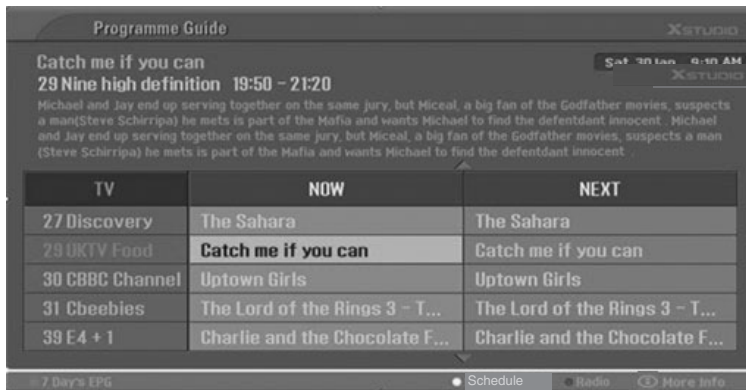 Programme Guide XSTUDIO
Catch me if you can Sat 30 Jan 9:10 AM
XSTUDIO
29 Nine high definition 19:50 – 21:20
Michael and Jay end up serving together on the same jury, but Miceal, a big fan of the Godfather movies, suspects
a man(Steve Schirripa) he mets is part of the Mafia and wants Michael to find the defentdant innocent . Michael
and Jay end up serving together on the same jury, but Miceal, a big fan of the Godfather movies, suspects a man
(Steve Schirripa) he mets is part of the Mafia and wants Michael to find the defentdant innocent .
TV NOW NEXT
27 Discovery The Sahara The Sahara
29 UKTV Food Catch me if you can Catch me if you can
30 CBBC Channel Uptown Girls Uptown Girls
31 Cbeebies The Lord of the Rings 3 – T... The Lord of the Rings 3 – T...
39 E4 + 1 Charlie and the Chocolate F... Charlie and the Chocolate F...
7 Day's EPG Schedule Radio More Info